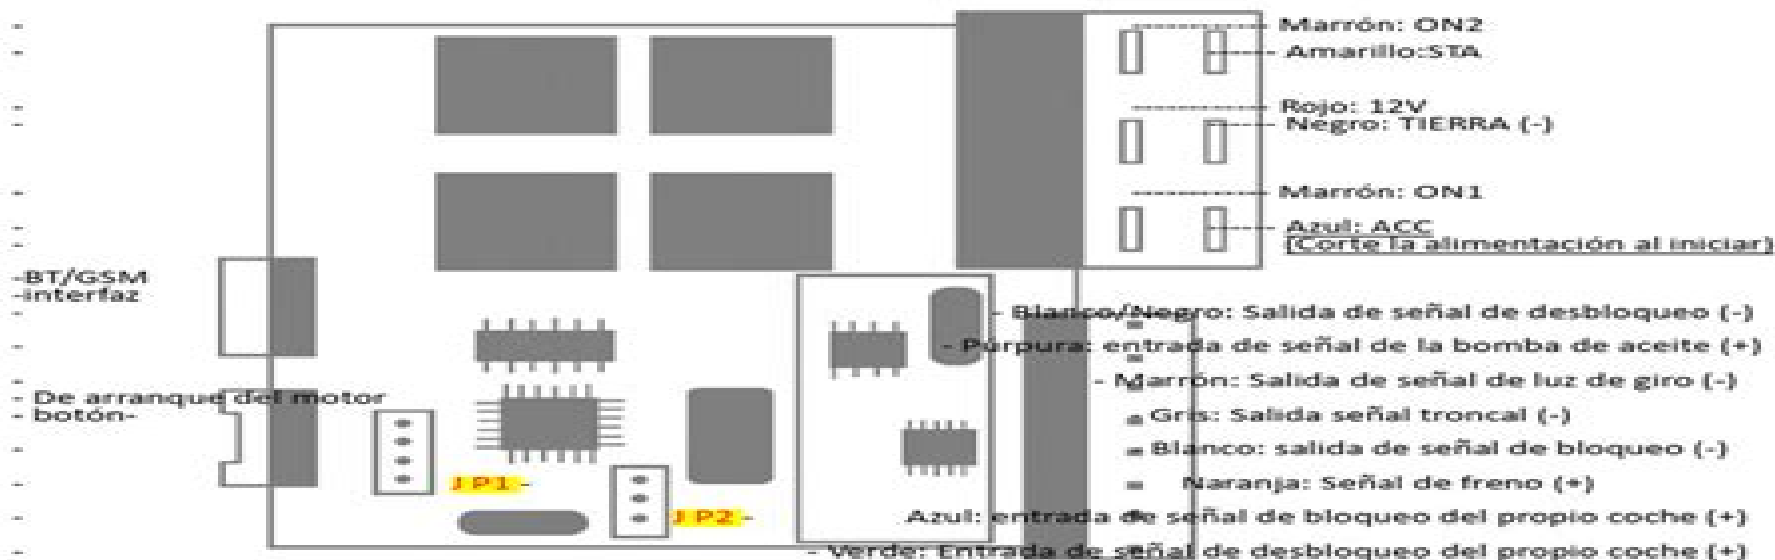 Marrón: ON2
Amarillo:STA
Rojo: 12V
Negro: TIERRA (-)
Marrón: ON1
Azul: ACC
(Corte la alimentación al iniciar)
-BT/GSM
-interfaz
- Blanco/Negro: Salida de señal de desbloqueo (-)
- Púrpura: entrada de señal de la bomba de aceite (+)
- Marrón: Salida de señal de luz de giro (-)
- De arranque del motor
botón-
Gris: Salida señal troncal (-)
Blanco: salida de señal de bloqueo (-)
JP1 -
Naranja: Señal de freno (+)
JP2 -
Azul: entrada de señal de bloqueo del propio coche (+)
- Verde: Entrada de señal de desbloqueo del propio coche (+)